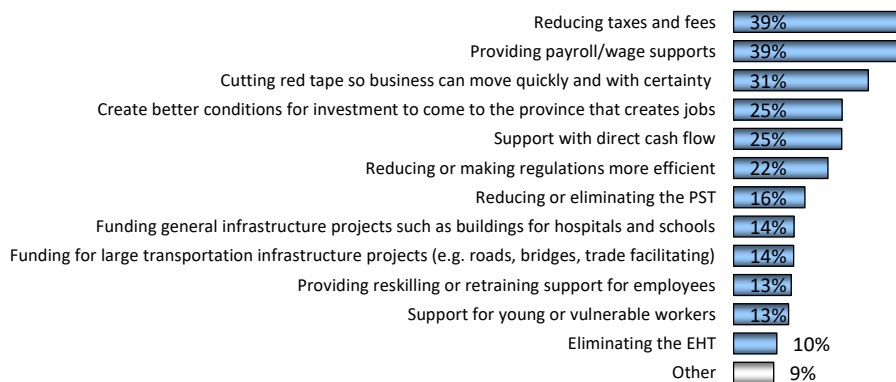 Reducing taxes and fees 39%
Providing payroll/wage supports 39%
Cutting red tape so business can move quickly and with certainty 31%
Create better conditions for investment to come to the province that creates jobs 25%
Support with direct cash flow 25%
Reducing or making regulations more efficient 22%
Reducing or eliminating the PST 16%
Funding general infrastructure projects such as buildings for hospitals and schools 14%
Funding for large transportation infrastructure projects (e.g. roads, bridges, trade facilitating) 14%
Providing reskilling or retraining support for employees 13%
Support for young or vulnerable workers 13%
Eliminating the EHT 10%
Other 9%